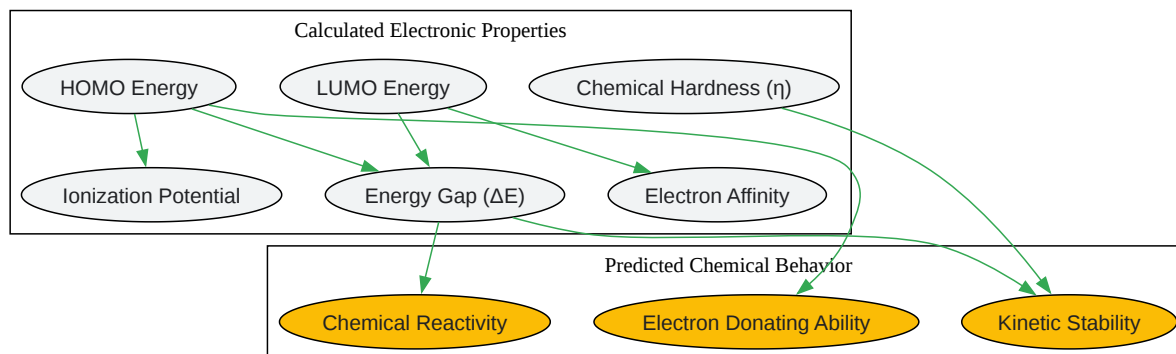 Calculated Electronic Properties
HOMO Energy
LUMO Energy
Chemical Hardness (η)
Ionization Potential
Energy Gap (ΔE)
Electron Affinity
Predicted Chemical Behavior
Chemical Reactivity
Electron Donating Ability
Kinetic Stability